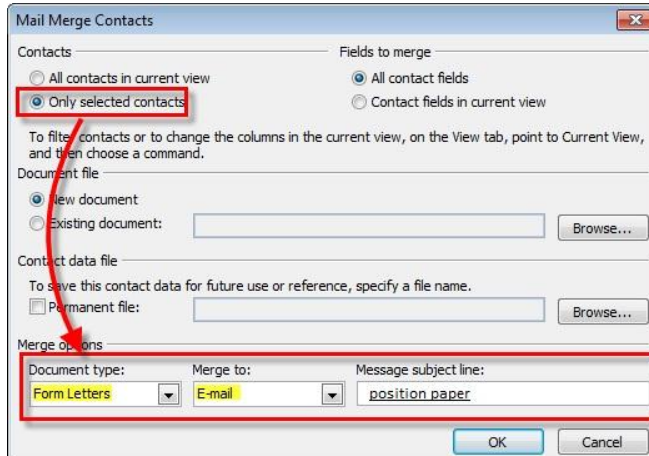 Mail Merge Contacts
Contacts
Fields to merge
All contacts in current view
All contact fields
Only selected contacts
Contact fields in current view
To filter contacts or to change the columns in the current view, on the View tab, point to Current View,
and then choose a command.
Document file
New document
Existing document:
Browse...
Contact data file
To save this contact data for future use or reference, specify a file name.
Permanent file:
Browse...
Merge options
Document type:
Merge to:
Message subject line:
Form Letters
E-mail
position paper
OK
Cancel